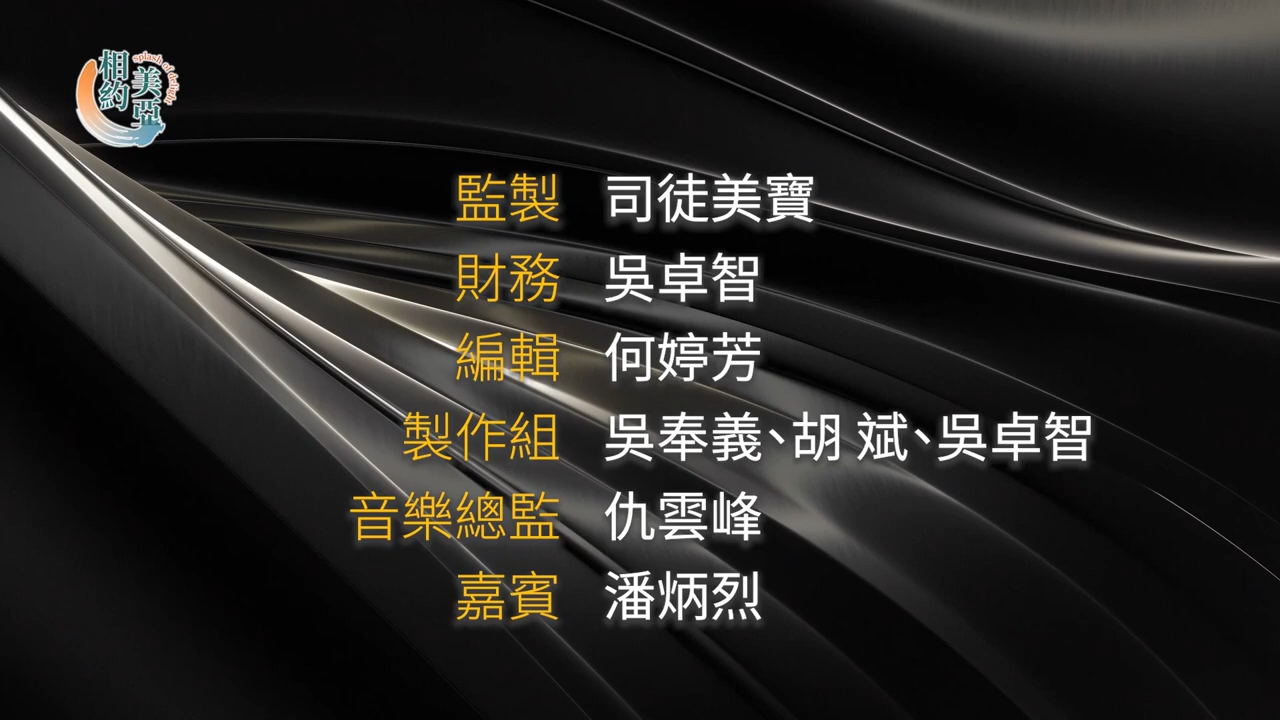 相約
美亞
splash of delight
監製 司徒美寶
財務 吳卓智
編輯 何婷芳
製作組 吳奉義、胡 斌、吳卓智
音樂總監 仇雲峰
嘉賓 潘炳烈